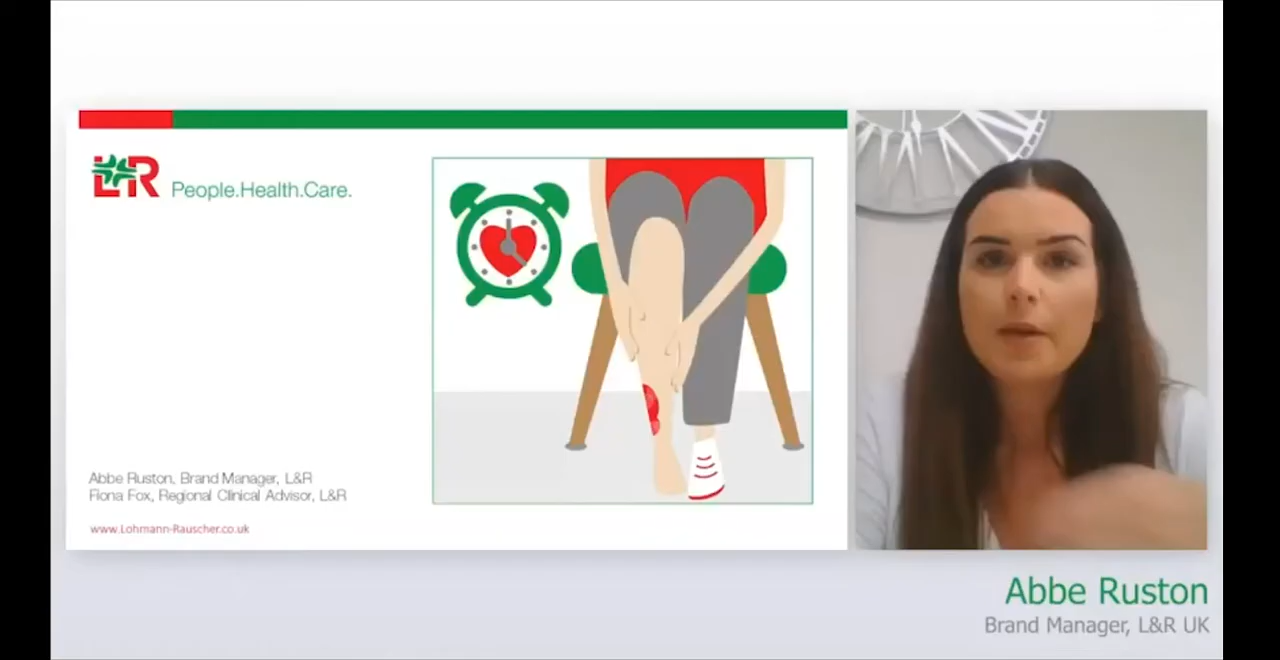 L&R
People.Health.Care.
Abbe Ruston, Brand Manager, L&R
Fiona Fox, Regional Clinical Advisor, L&R
www.Lohmann-Rauscher.co.uk
Abbe Ruston
Brand Manager, L&R UK